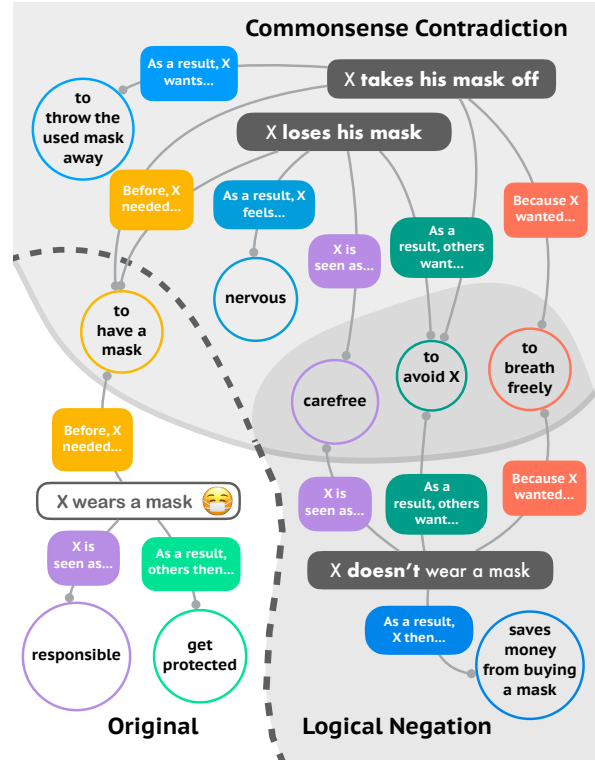 Commonsense Contradiction
As a result, X
wants...
X takes his mask off
to
throw the
used mask
away
X loses his mask
Before, X
needed...
As a result, X
feels...
Because X
wanted...
X is
seen as...
As a
result, others
want...
nervous
to
have a
mask
to
avoid X
to
breath
freely
carefree
Before, X
needed...
X is
seen as...
As a
result, others
want...
Because X
wanted...
X wears a mask
X is
seen as...
As a result,
others then...
X doesn't wear a mask
As a result,
X then...
responsible
get
protected
saves
money
from buying
a mask
Original
Logical Negation